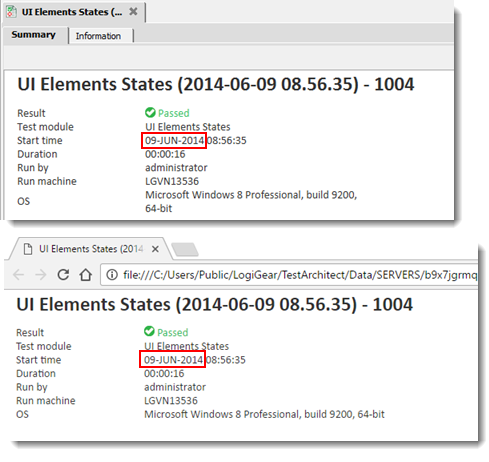 UI Elements States (...
Summary Information
UI Elements States (2014-06-09 08.56.35) - 1004
Result Passed
Test module UI Elements States
Start time 09-JUN-2014 08:56:35
Duration 00:00:16
Run by administrator
Run machine LGVN13536
OS Microsoft Windows 8 Professional, build 9200,
64-bit
UI Elements States (2014
file:///C:/Users/Public/LogiGear/TestArchitect/Data/SERVERS/b9x7jgrmq
UI Elements States (2014-06-09 08.56.35) - 1004
Result Passed
Test module UI Elements States
Start time 09-JUN-2014 08:56:35
Duration 00:00:16
Run by administrator
Run machine LGVN13536
OS Microsoft Windows 8 Professional, build 9200, 64-bit